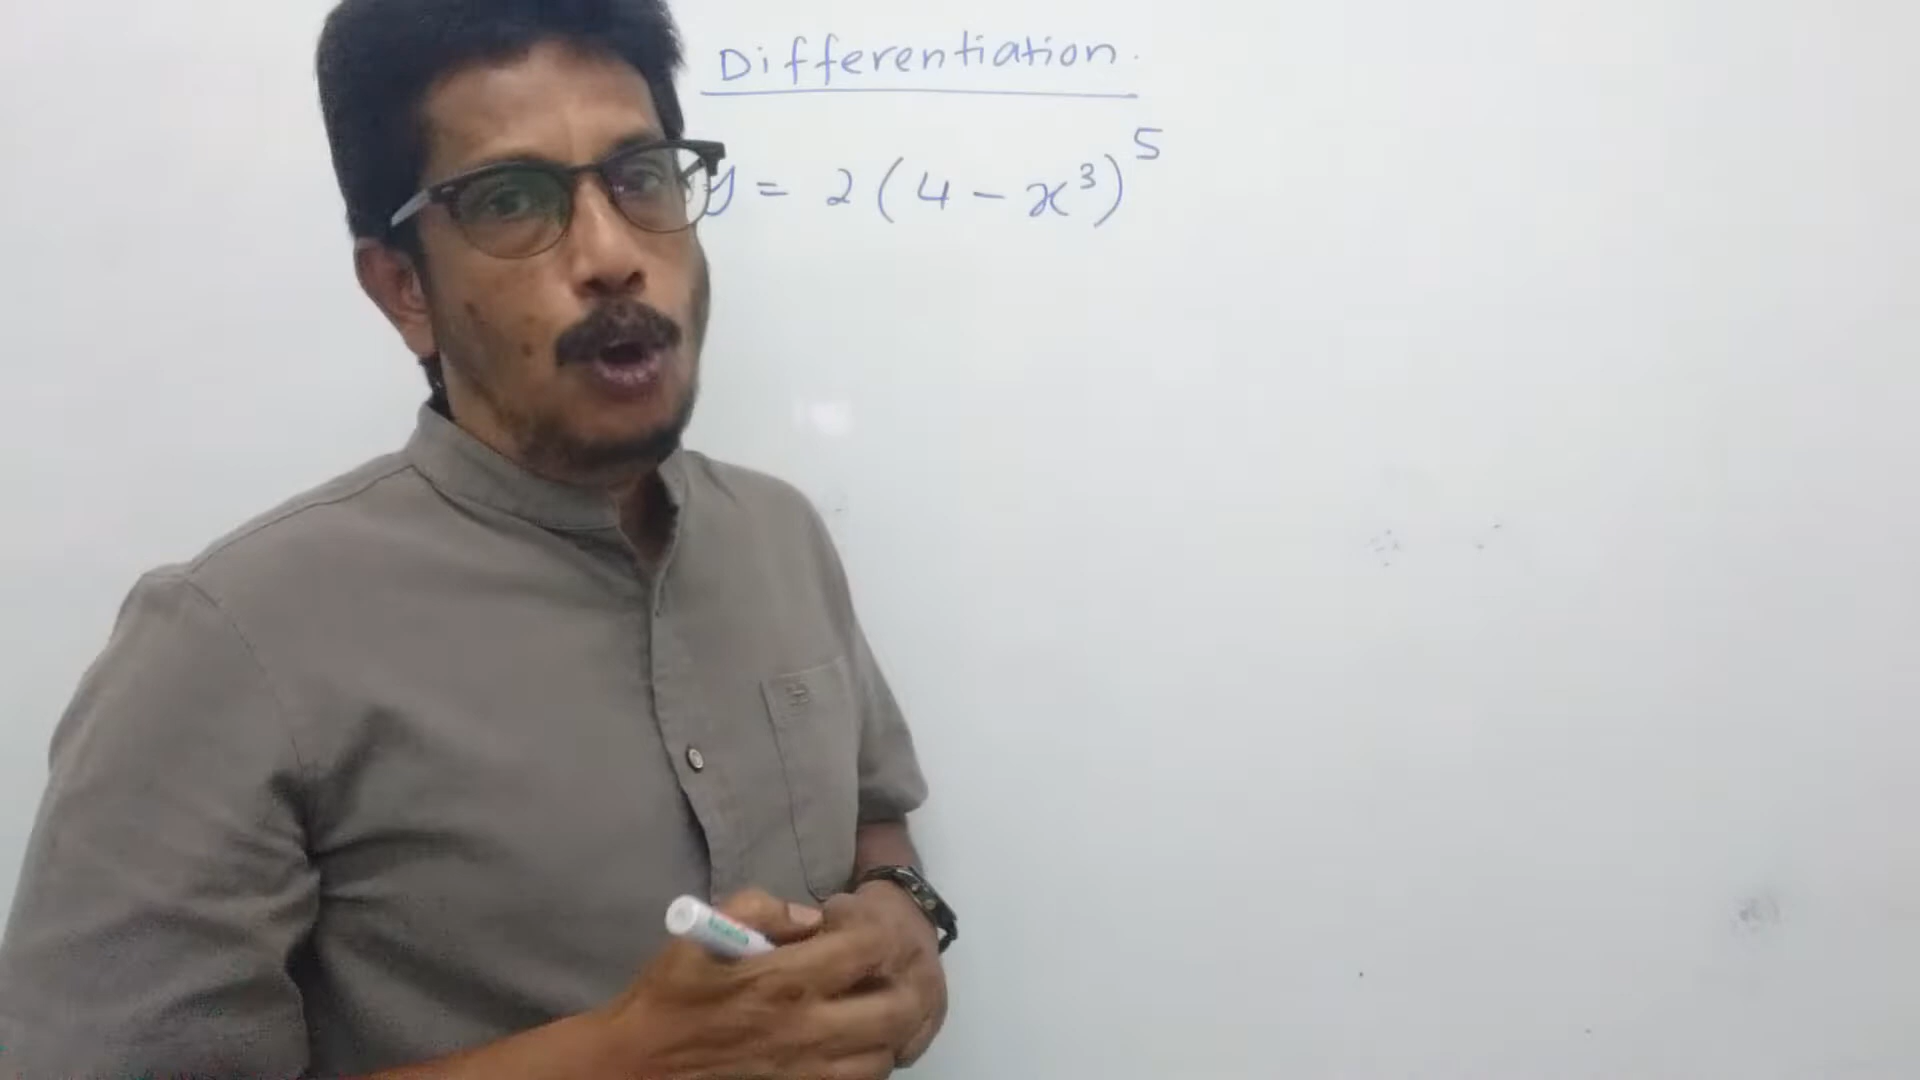 Differentiation.
y = 2(4 - x³)⁵